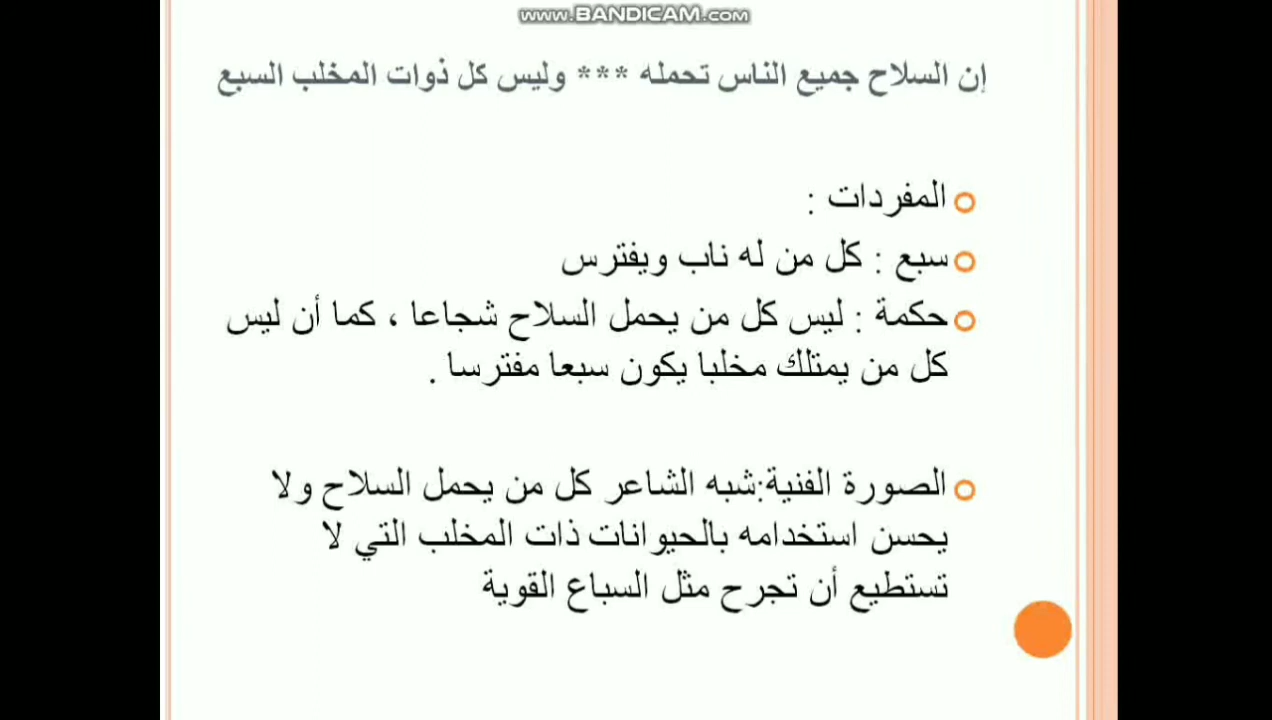 www.BANDICAM.com
إن السلاح جميع الناس تحمله *** وليس كل ذوات المخلب السبع
المفردات :
سبع : كل من له ناب ويفترس
حكمة : ليس كل من يحمل السلاح شجاعا ، كما أن ليس
كل من يمتلك مخلبا يكون سبعا مفترسا .
الصورة الفنية:شبه الشاعر كل من يحمل السلاح ولا
يحسن استخدامه بالحيوانات ذات المخلب التي لا
تستطيع أن تجرح مثل السباع القوية